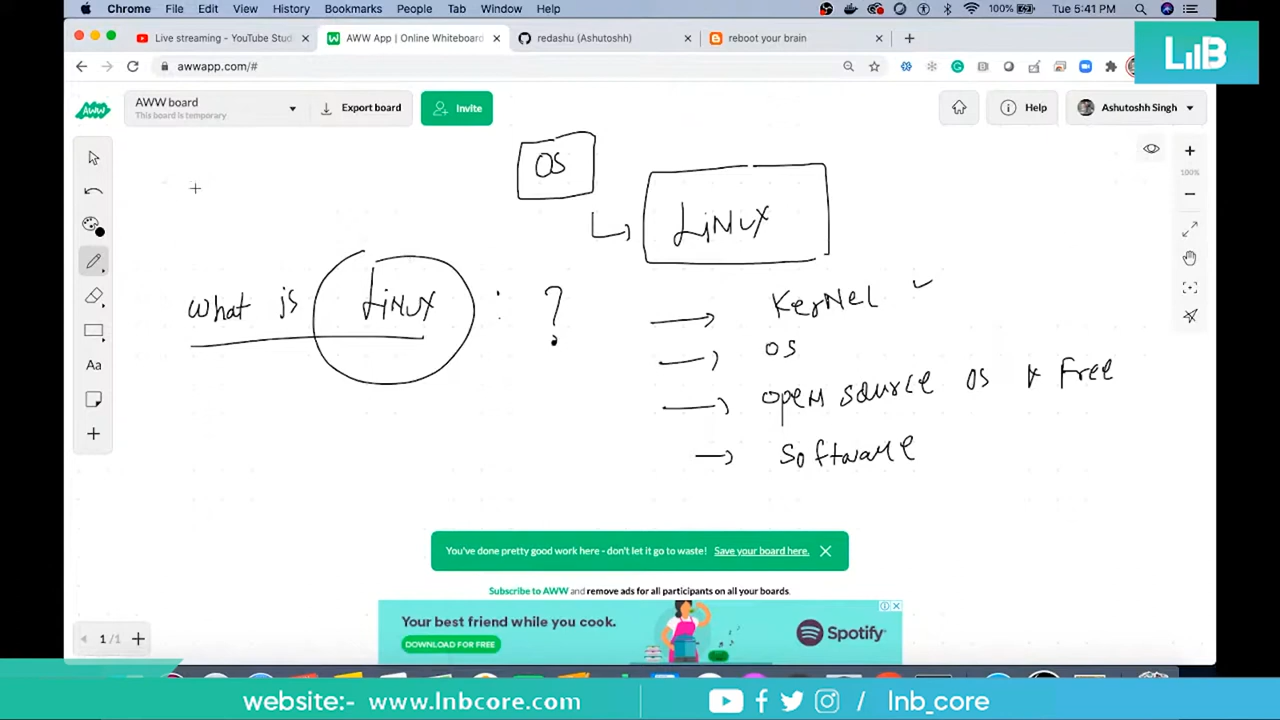 Chrome File Edit View History Bookmarks People Tab Window Help 100% Tue 5:41 PM
Live streaming - YouTube Stud
AWW App | Online Whiteboard
redashu (Ashutoshh)
reboot your brain
LnB
awwapp.com/#
AWW
AWW board
This board is temporary
Export board
Invite
Help
Ashutoshh Singh
OS
100%
LiNUX
what is LiNUX : ?
KerNel
OS
open source OS & Free
Software
Aa
You've done pretty good work here - don't let it go to waste! Save your board here.
Subscribe to AWW and remove ads for all participants on all your boards.
Your best friend while you cook.
DOWNLOAD FOR FREE
Spotify
1/1
website:- www.lnbcore.com
lnb_core